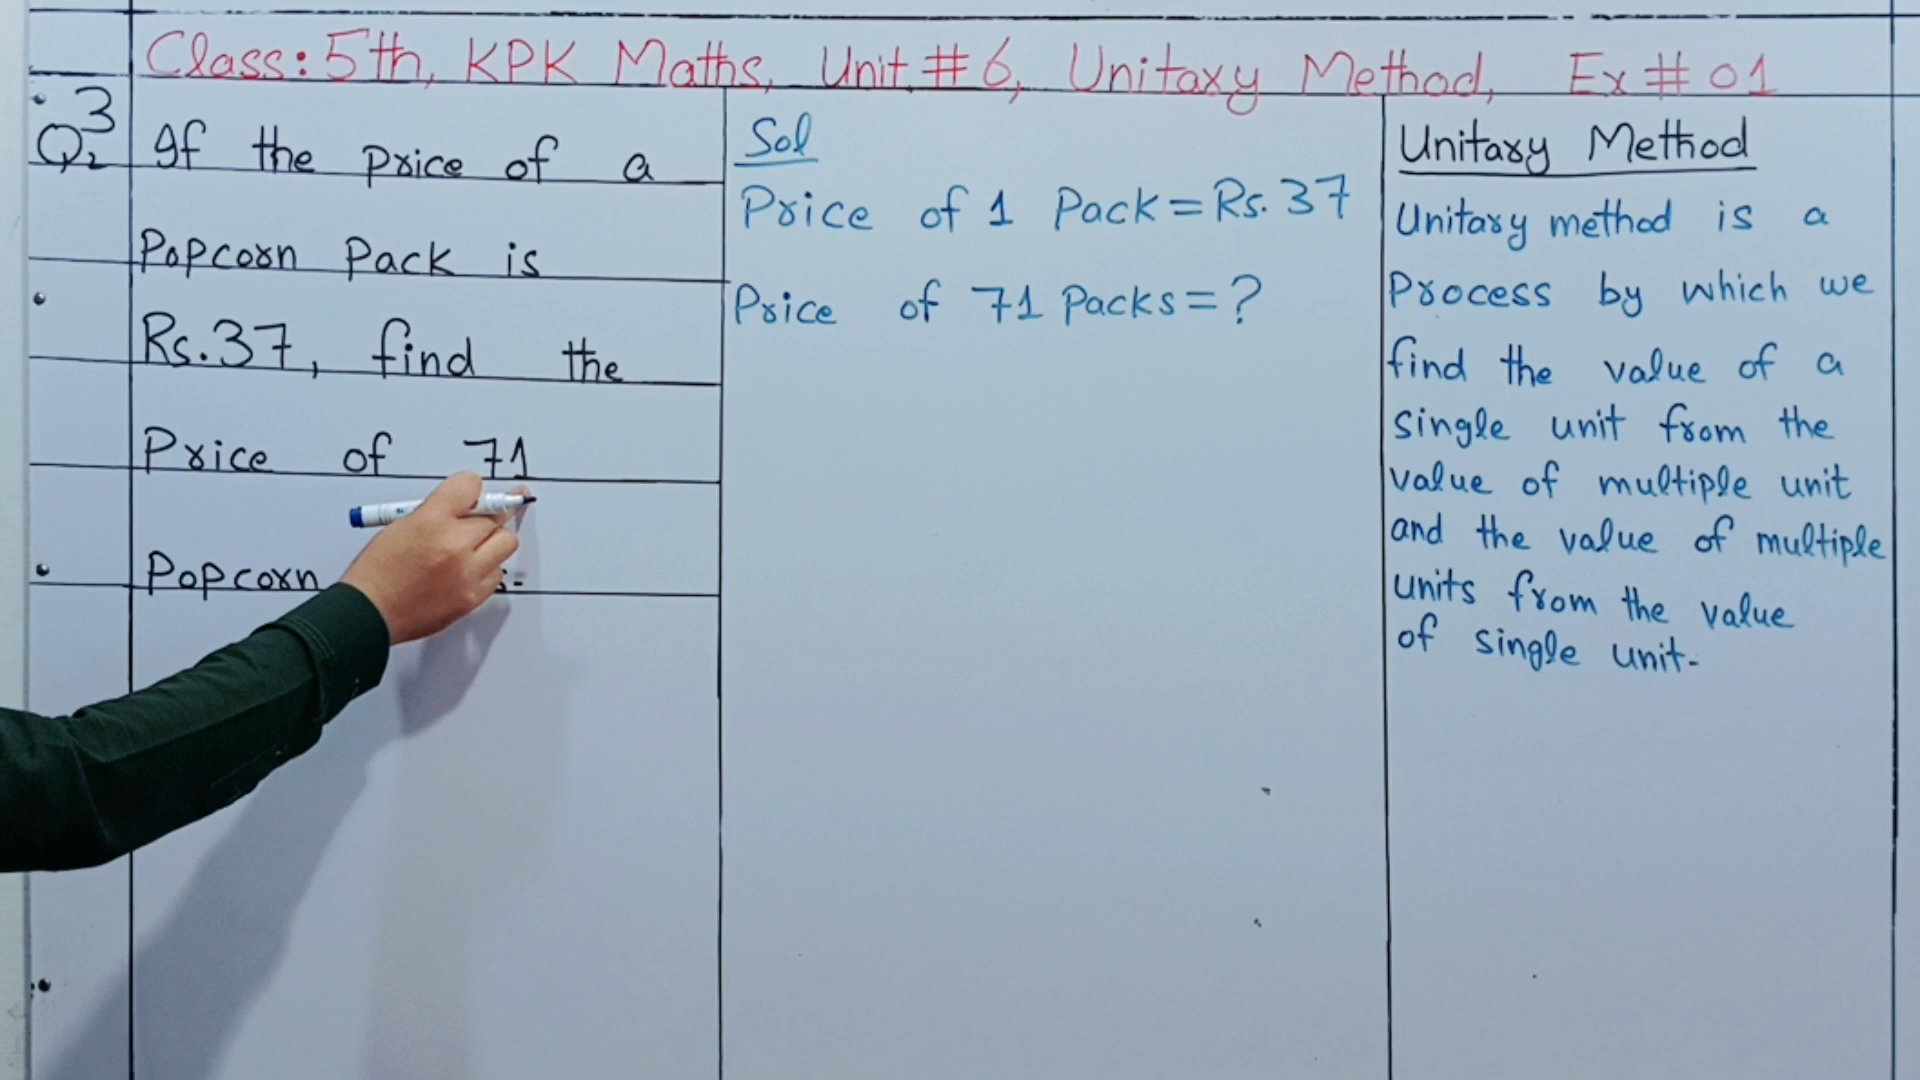 Class: 5th, KPK Maths, Unit # 6, Unitary Method, Ex # 01
Q3 If the price of a
Popcorn Pack is
Rs. 37, find the
Price of 71
Popcorn
Sol
Price of 1 Pack = Rs. 37
Price of 71 Packs = ?
Unitary Method
Unitary method is a
Process by which we
find the value of a
single unit from the
value of multiple unit
and the value of multiple
units from the value
of single unit-